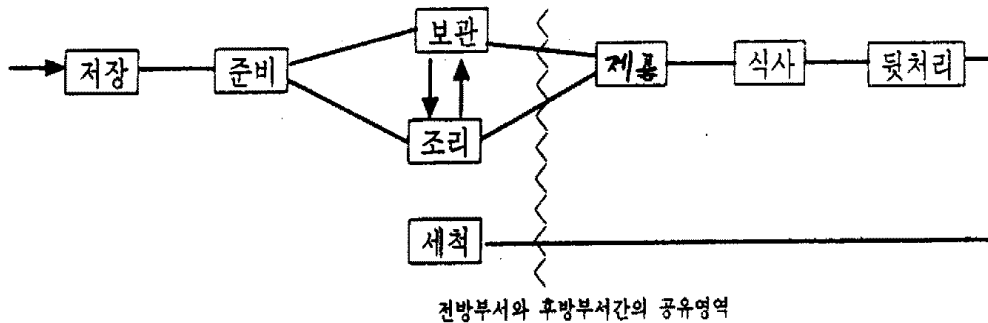 보관
저장
준비
제품
식사
뒷처리
조리
세척
전방부서와 후방부서간의 공유영역